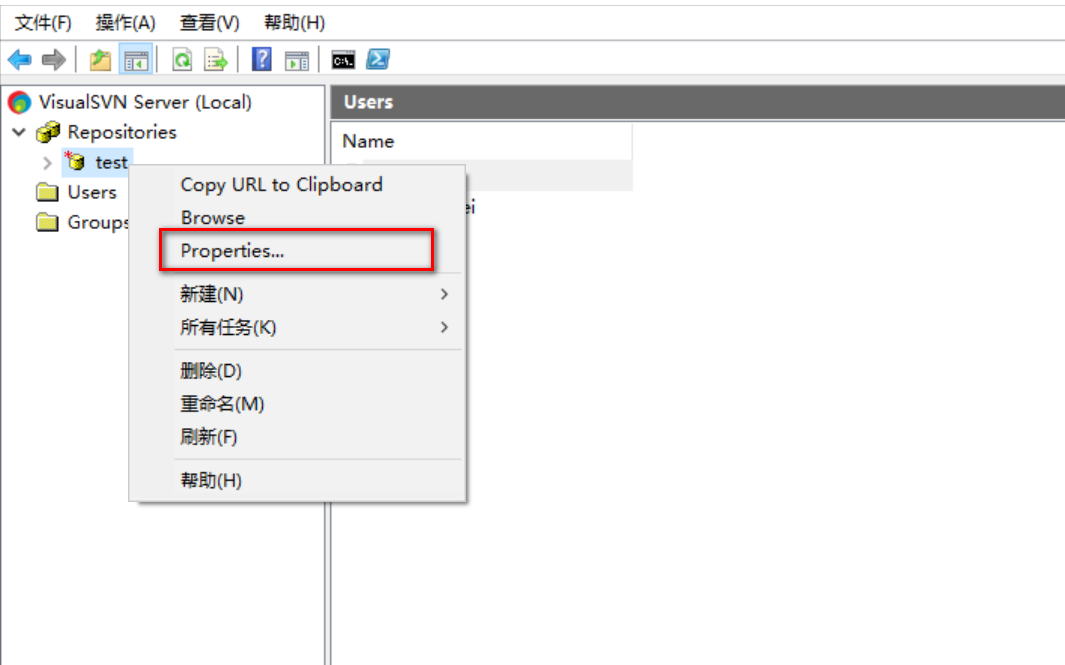 文件(F) 操作(A) 查看(V) 帮助(H)
VisualSVN Server (Local)
Repositories
test
Users
Groups
Users
Name
Copy URL to Clipboard
Browse
Properties...
新建(N)
所有任务(K)
删除(D)
重命名(M)
刷新(F)
帮助(H)